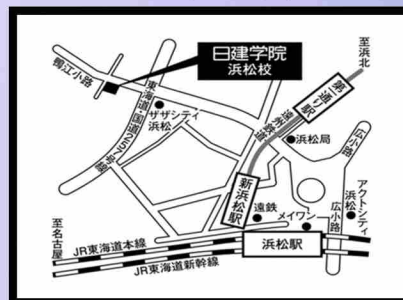 日建学院
浜松校
至浜北
鴨江小路
東海道・国道257号線
ザザシティ
浜松
遠州鉄道
第一通り駅
浜松局
広小路
新浜松駅
遠鉄
メイワン
広小路
アクトシティ
浜松
至名古屋
JR東海道本線
JR東海道新幹線
浜松駅